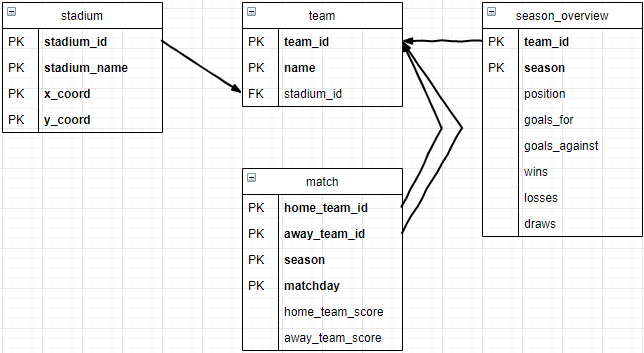 stadium
PK stadium_id
PK stadium_name
PK x_coord
PK y_coord
team
PK team_id
PK name
FK stadium_id
season_overview
PK team_id
PK season
position
goals_for
goals_against
wins
losses
draws
match
PK home_team_id
PK away_team_id
PK season
PK matchday
home_team_score
away_team_score